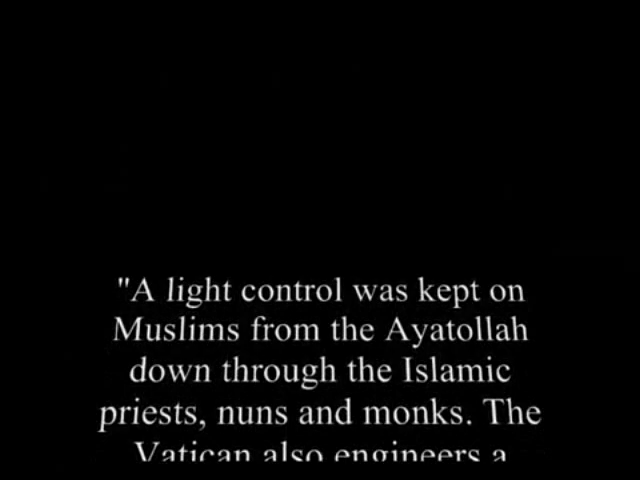 "A light control was kept on
Muslims from the Ayatollah
down through the Islamic
priests, nuns and monks. The
Vatican also engineers a